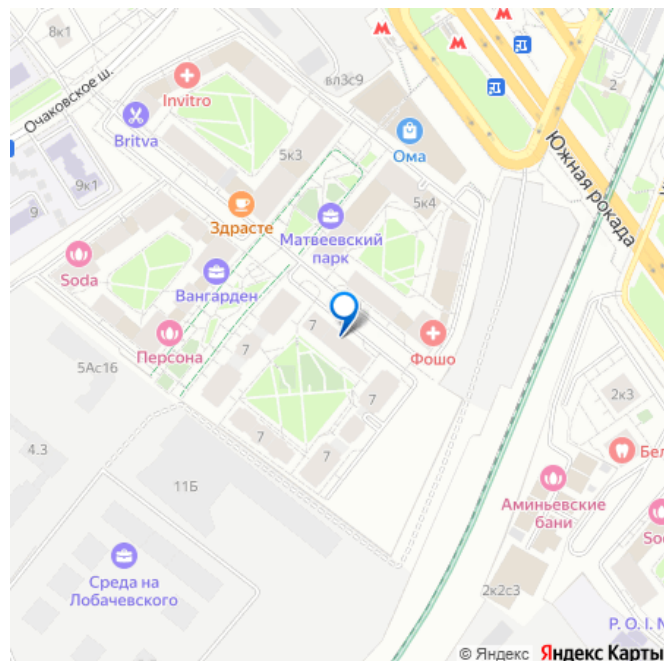 8к1
M
M
П
Очаковское ш.
Invitro
вл3с9
П
2
Britva
Ома
5к3
Южная рокада
9к1
9
Здрасте
5к4
Матвеевский
парк
Soda
Вангарден
7
Персона
7
Фошо
5Ас16
7
2к3
4.3
7
7
Бел
11Б
Аминьевские
бани
Soc
Среда на
Лобачевского
2к2с3
P. O. I. N
© Яндекс Яндекс Карты